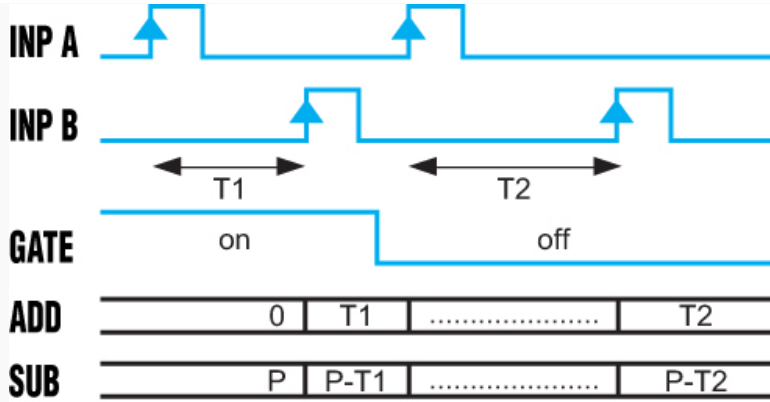 INP A
INP B
T1 T2
GATE on off
ADD 0 T1 ..................... T2
SUB P P-T1 ..................... P-T2